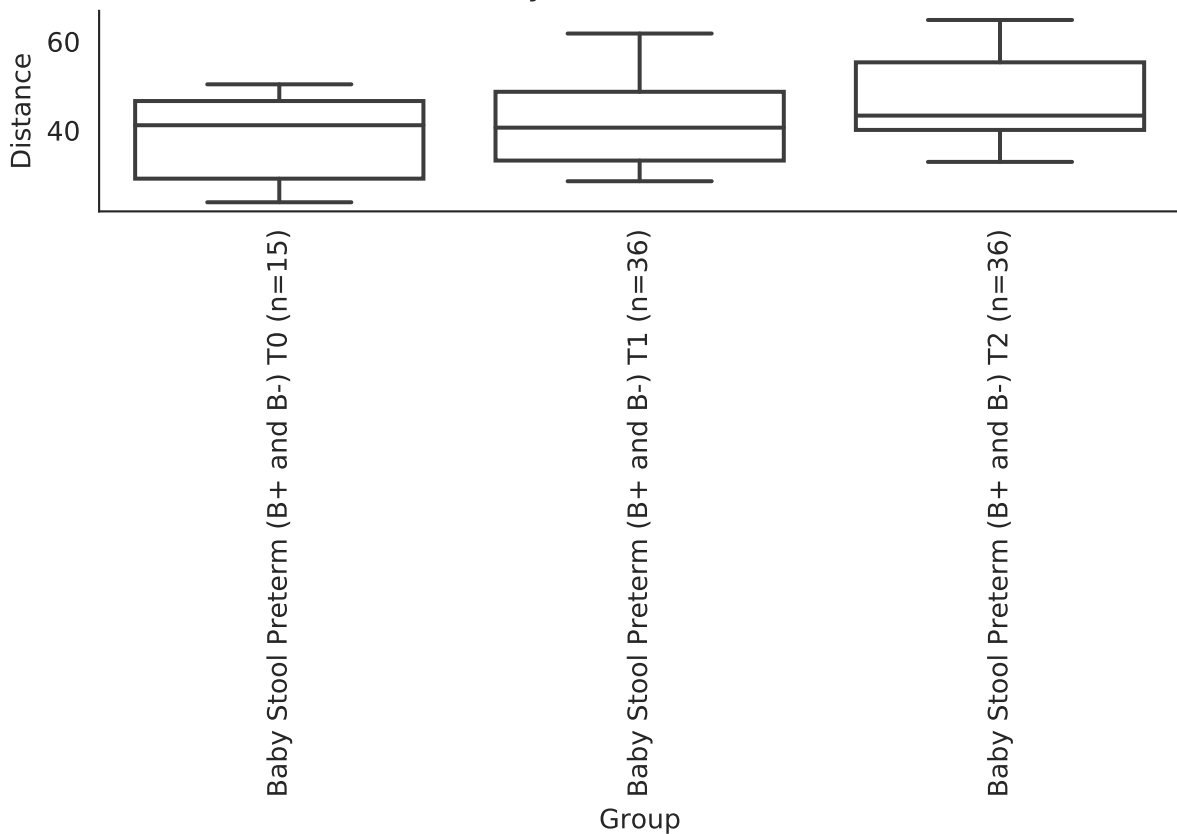 Distance
60
40
Baby Stool Preterm (B+ and B-) T0 (n=15)
Baby Stool Preterm (B+ and B-) T1 (n=36)
Baby Stool Preterm (B+ and B-) T2 (n=36)
Group